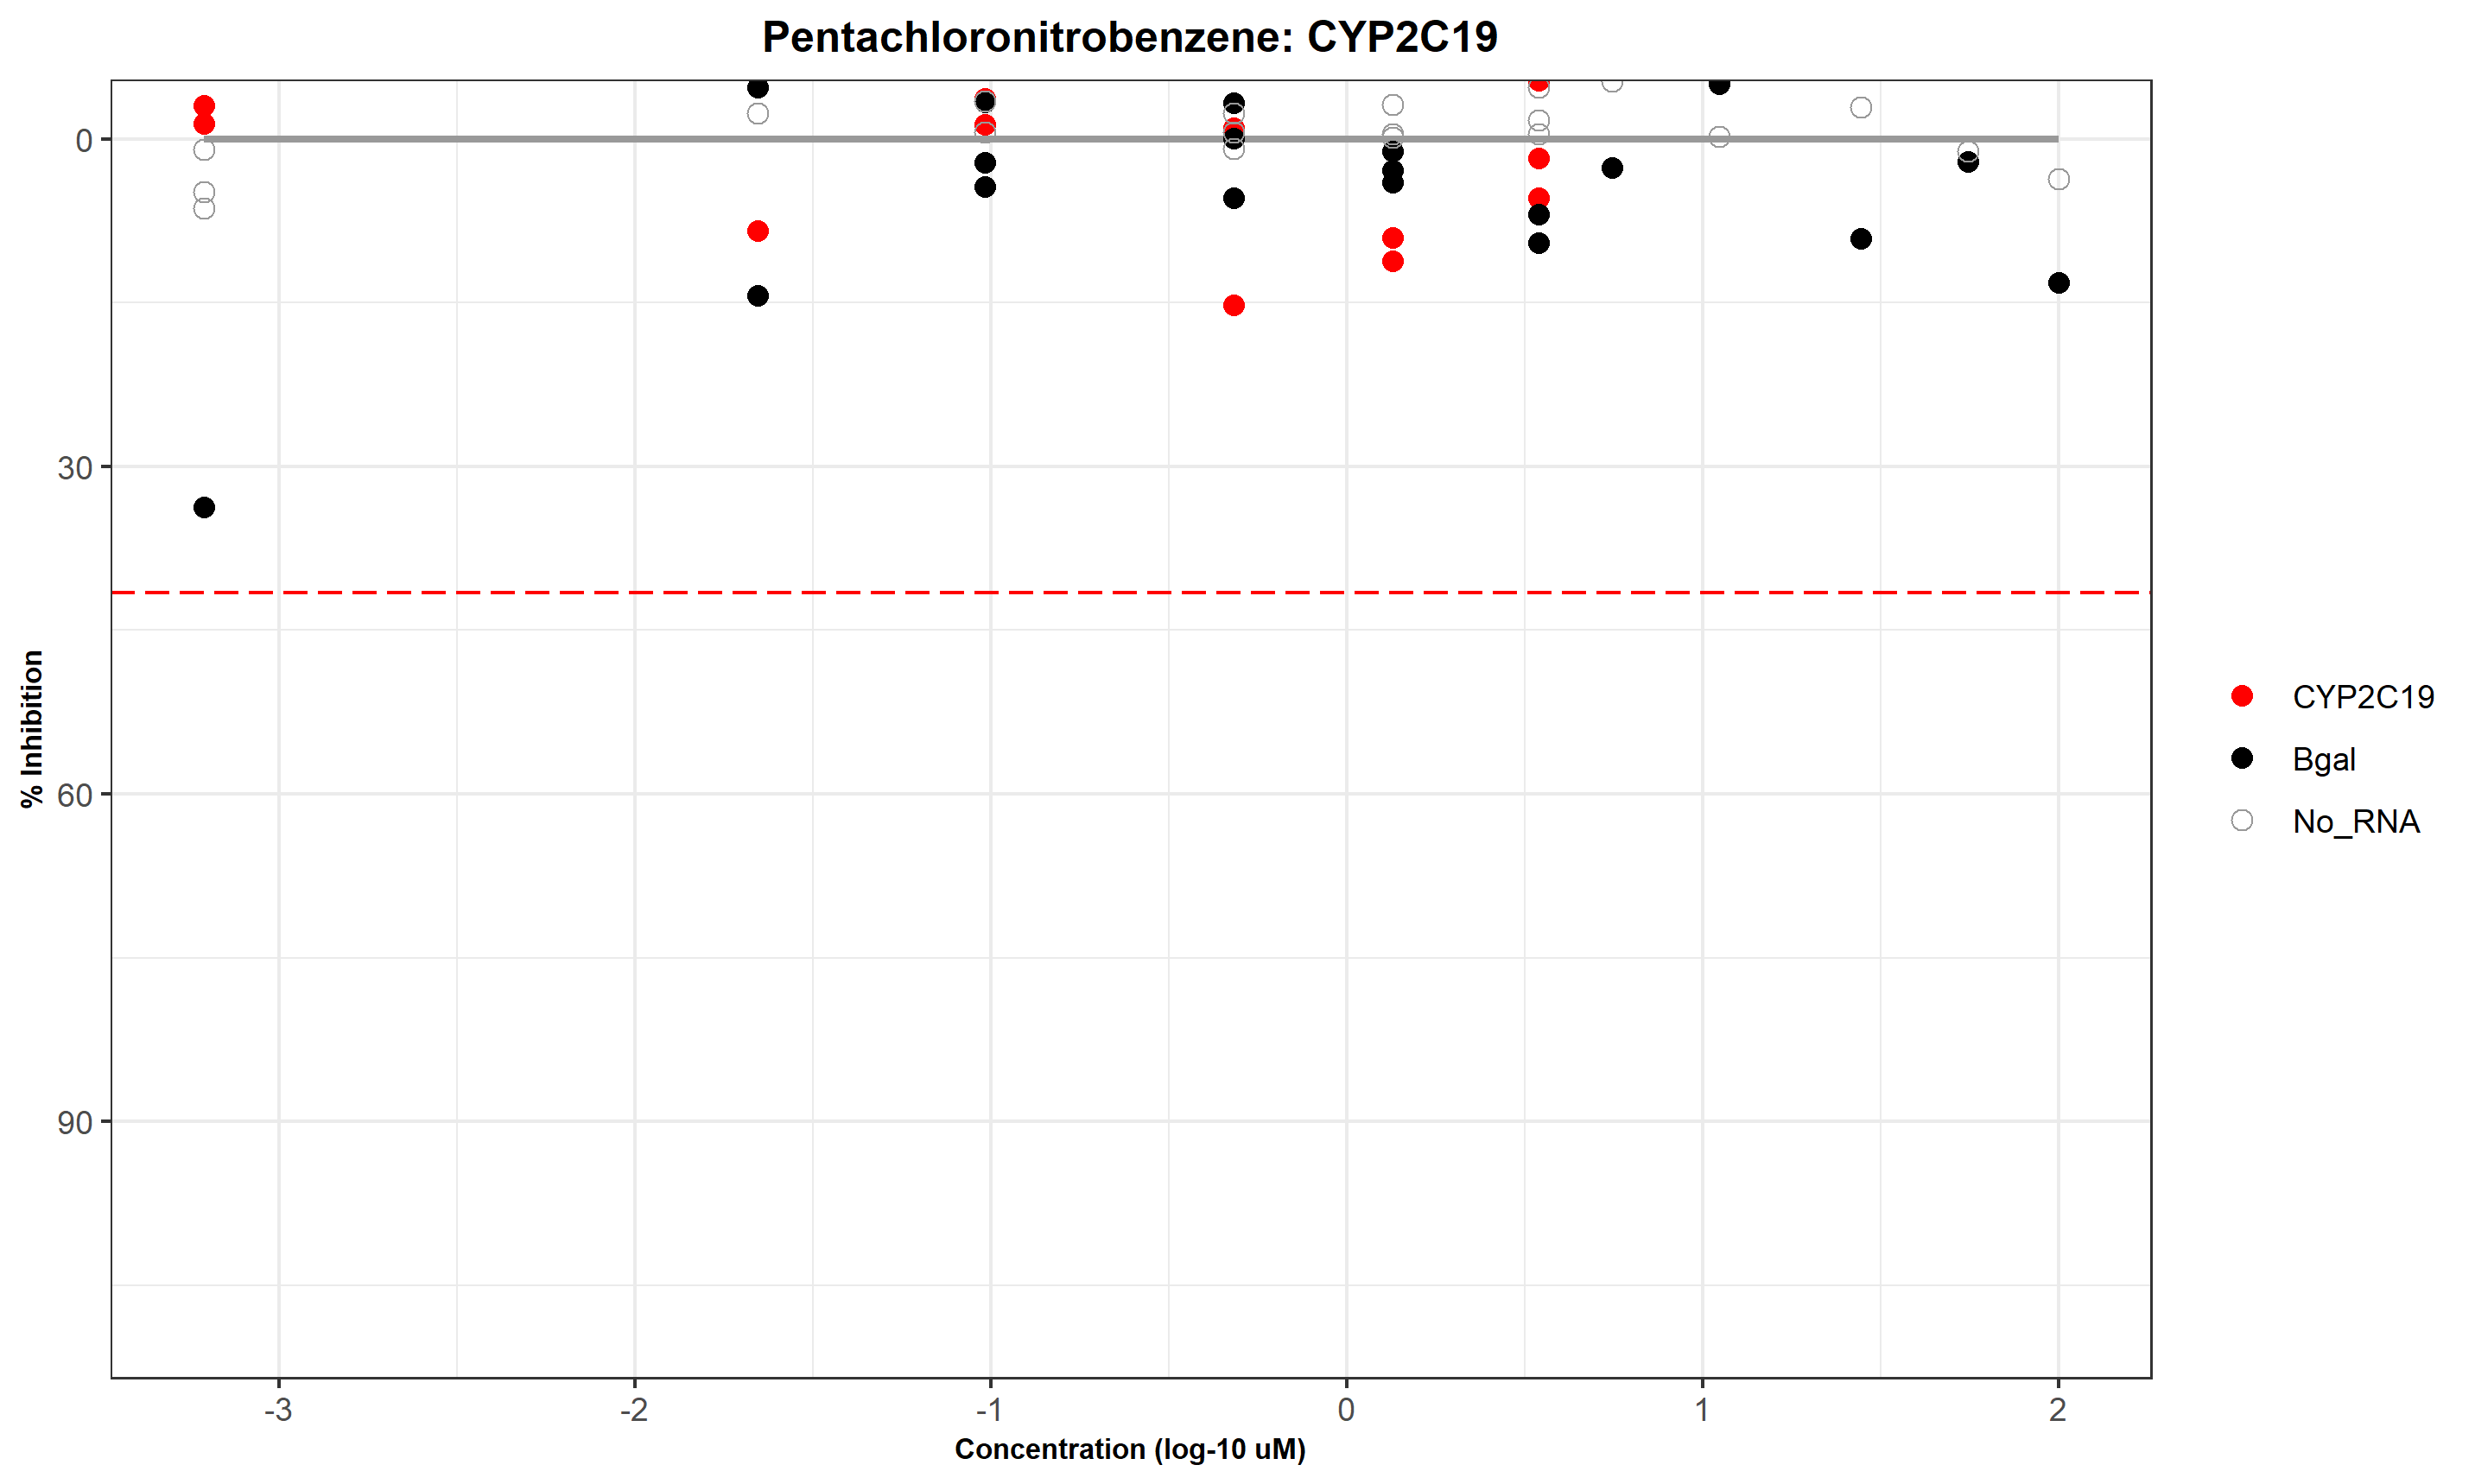 Pentachloronitrobenzene: CYP2C19
0
30
60
90
% Inhibition
-3
-2
-1
0
1
2
Concentration (log-10 uM)
CYP2C19
Bgal
No_RNA